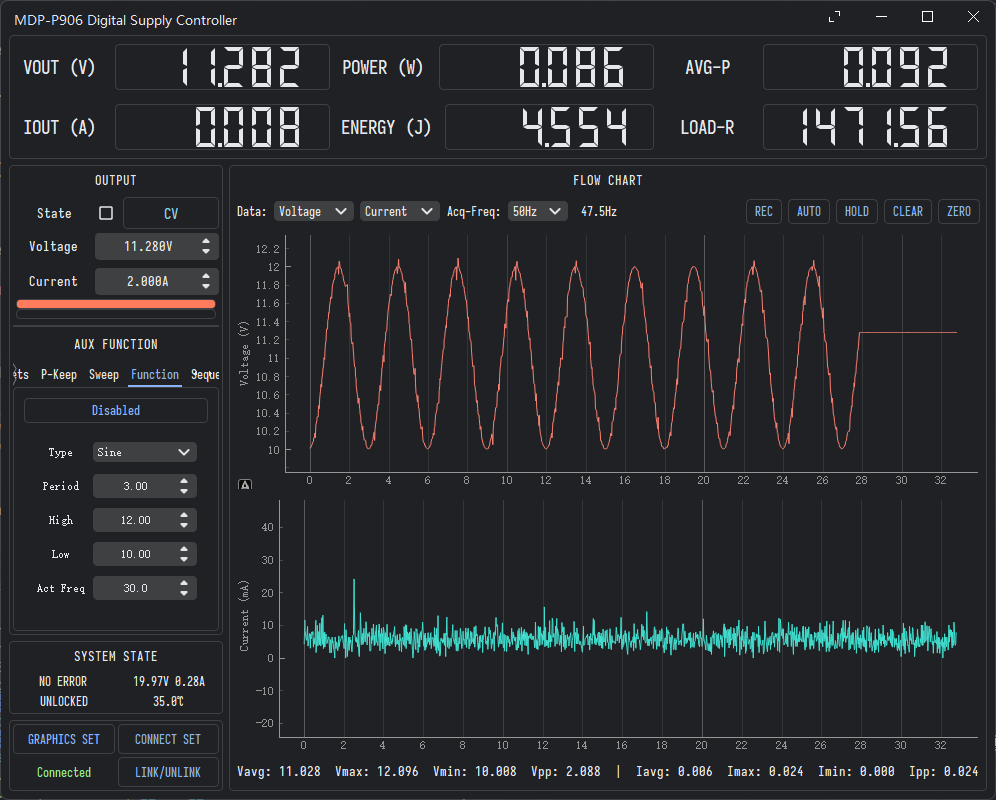 MDP-P906 Digital Supply Controller
VOUT (V) 11.282 POWER (W) 0.086 AVG-P 0.092
IOUT (A) 0.008 ENERGY (J) 4.554 LOAD-R 1471.56
OUTPUT
State CV
Voltage 11.280V
Current 2.000A
AUX FUNCTION
ets P-Keep Sweep Function Seque
Disabled
Type Sine
Period 3.00
High 12.00
Low 10.00
Act Freq 30.0
SYSTEM STATE
NO ERROR 19.97V 0.28A
UNLOCKED 35.0℃
GRAPHICS SET CONNECT SET
Connected LINK/UNLINK
FLOW CHART
Data: Voltage Current Acq-Freq: 50Hz 47.5Hz REC AUTO HOLD CLEAR ZERO
Voltage (V)
12.2
12
11.8
11.6
11.4
11.2
11
10.8
10.6
10.4
10.2
10
0 2 4 6 8 10 12 14 16 18 20 22 24 26 28 30 32
A
Current (mA)
40
30
20
10
0
-10
-20
0 2 4 6 8 10 12 14 16 18 20 22 24 26 28 30 32
Vavg: 11.028 Vmax: 12.096 Vmin: 10.008 Vpp: 2.088 | Iavg: 0.006 Imax: 0.024 Imin: 0.000 Ipp: 0.024